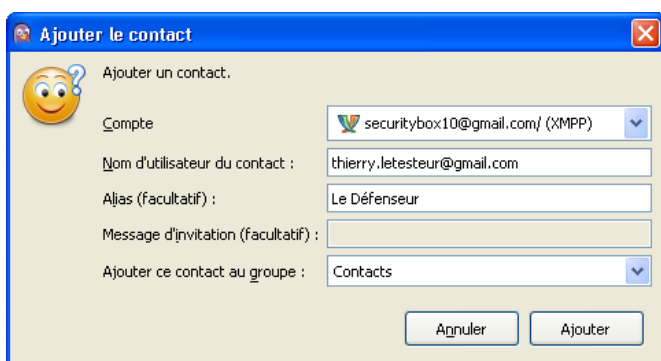 Ajouter le contact
Ajouter un contact.
Compte securitybox10@gmail.com/ (XMPP)
Nom d'utilisateur du contact : thierry.letesteur@gmail.com
Alias (facultatif) : Le Défenseur
Message d'invitation (facultatif) :
Ajouter ce contact au groupe : Contacts
Annuler Ajouter